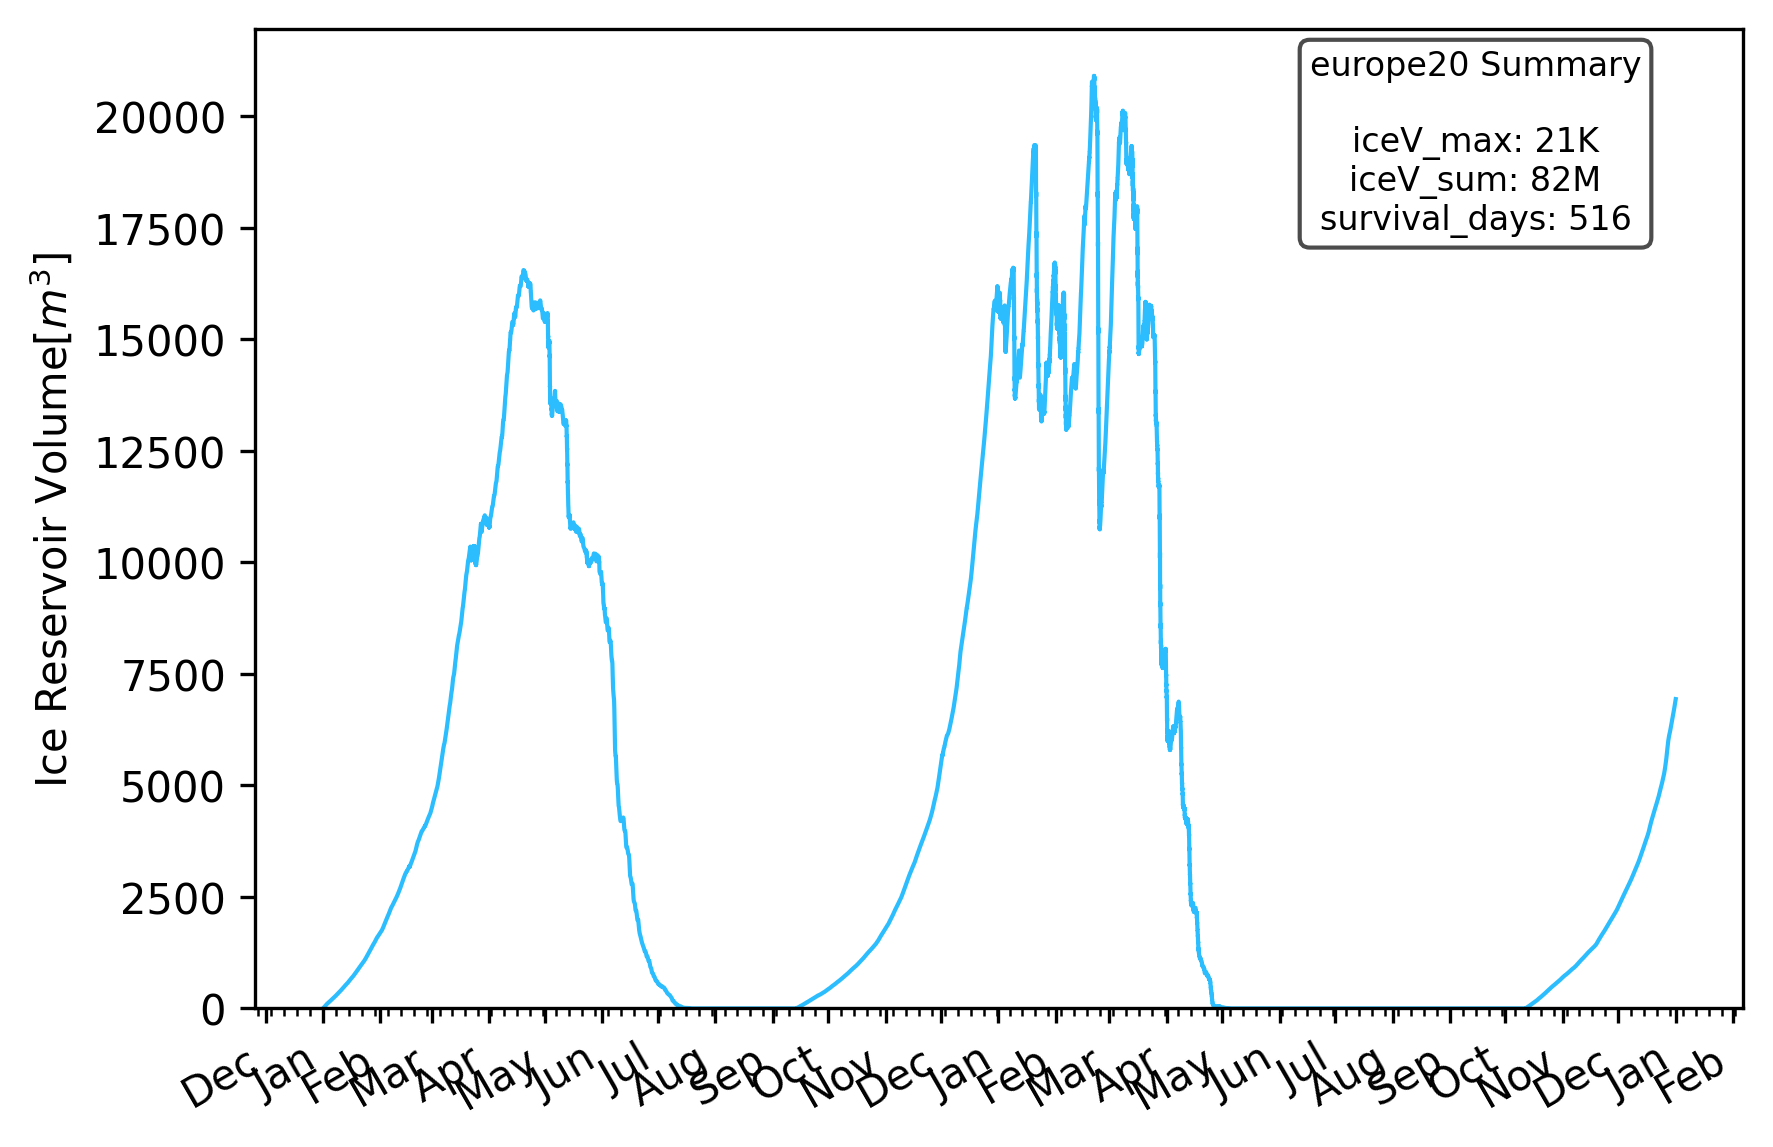 europe20 Summary
iceV_max: 21K
iceV_sum: 82M
survival_days: 516
Ice Reservoir Volume[m³]
20000
17500
15000
12500
10000
7500
5000
2500
0
Dec Jan Feb Mar Apr May Jun Jul Aug Sep Oct Nov Dec Jan Feb Mar Apr May Jun Jul Aug Sep Oct Nov Dec Jan Feb